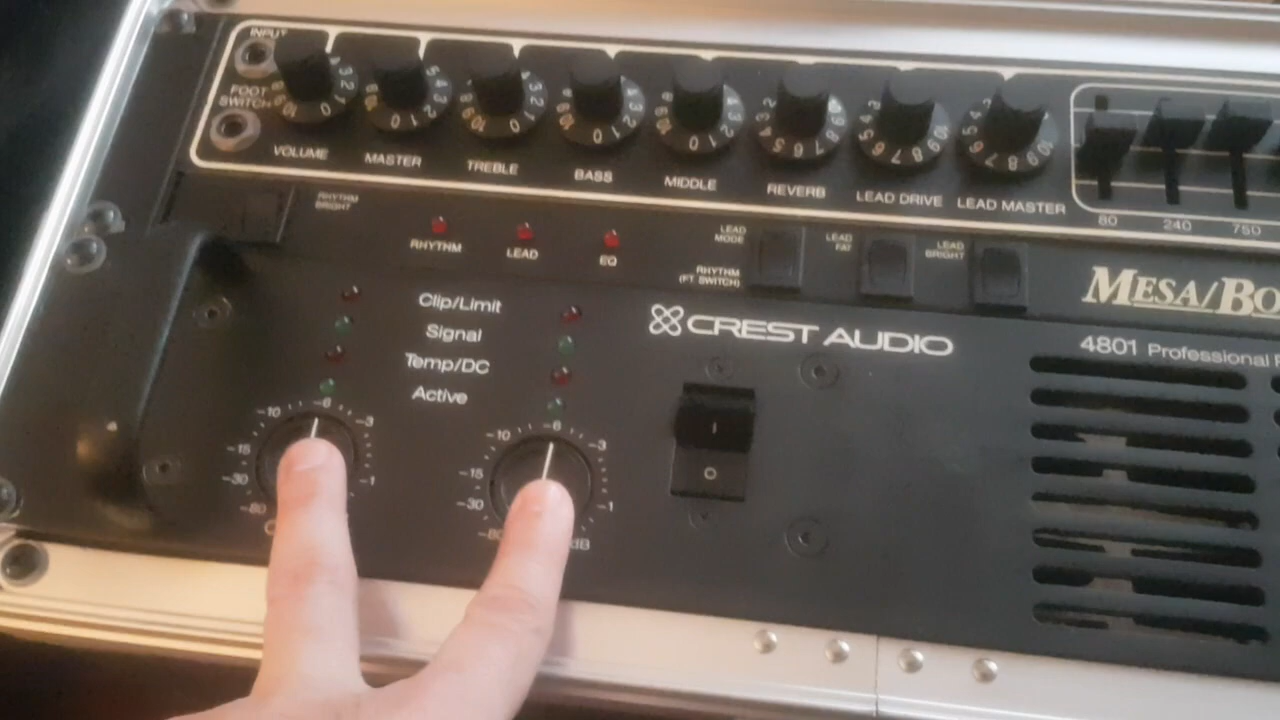 INPUT
FOOT
SWITCH
VOLUME
MASTER
TREBLE
BASS
MIDDLE
REVERB
LEAD DRIVE
LEAD MASTER
80
240
750
RHYTHM
BRIGHT
RHYTHM
LEAD
EQ
LEAD
MODE
RHYTHM
(FT. SWITCH)
LEAD
FAT
LEAD
BRIGHT
MESA/BO
Clip/Limit
Signal
Temp/DC
Active
CREST AUDIO
4801 Professional
-10 -6 -3
-15
-30 -1
-80
-10 -6 -3
-15
-30 -1
-80 dB
I
O